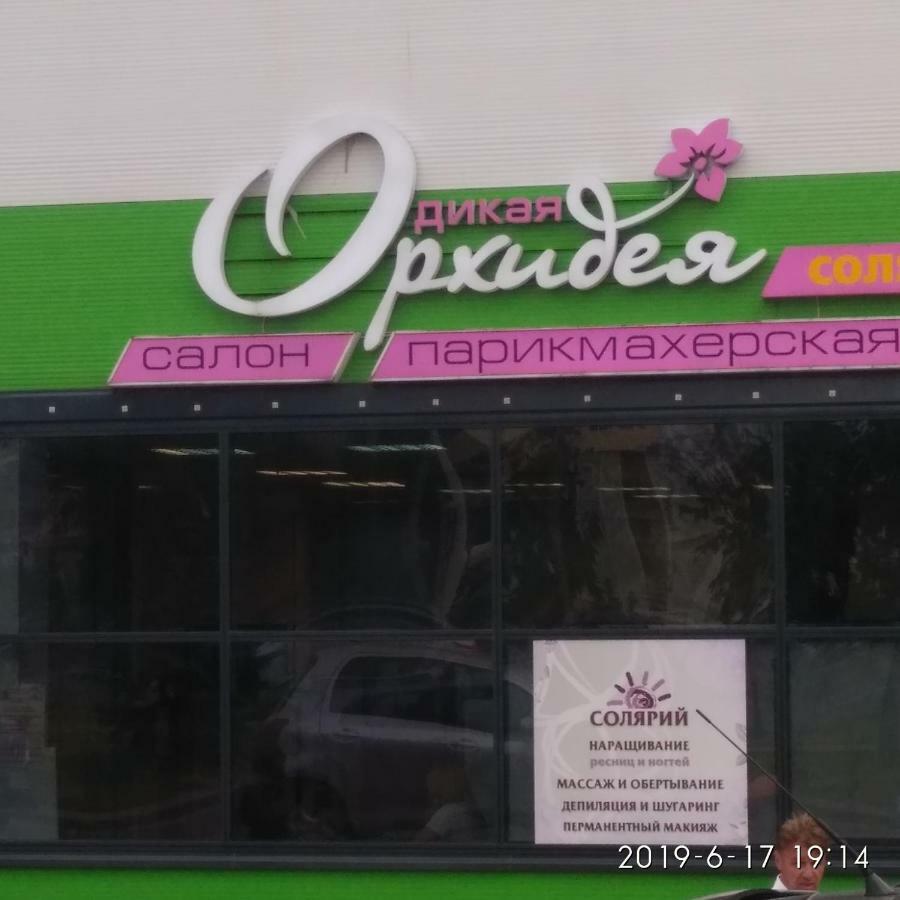 дикая
Орхидея
салон
парикмахерская
СОЛЯРИЙ
НАРАЩИВАНИЕ
ресниц и ногтей
МАССАЖ И ОБЕРТЫВАНИЕ
ДЕПИЛЯЦИЯ И ШУГАРИНГ
ПЕРМАНЕНТНЫЙ МАКИЯЖ
2019-6-17 19:14